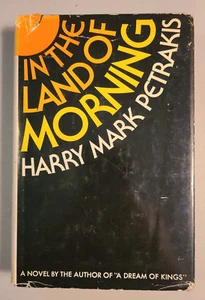 IN THE
LAND OF
MORNING
HARRY MARK PETRAKIS
A NOVEL BY THE AUTHOR OF "A DREAM OF KINGS"